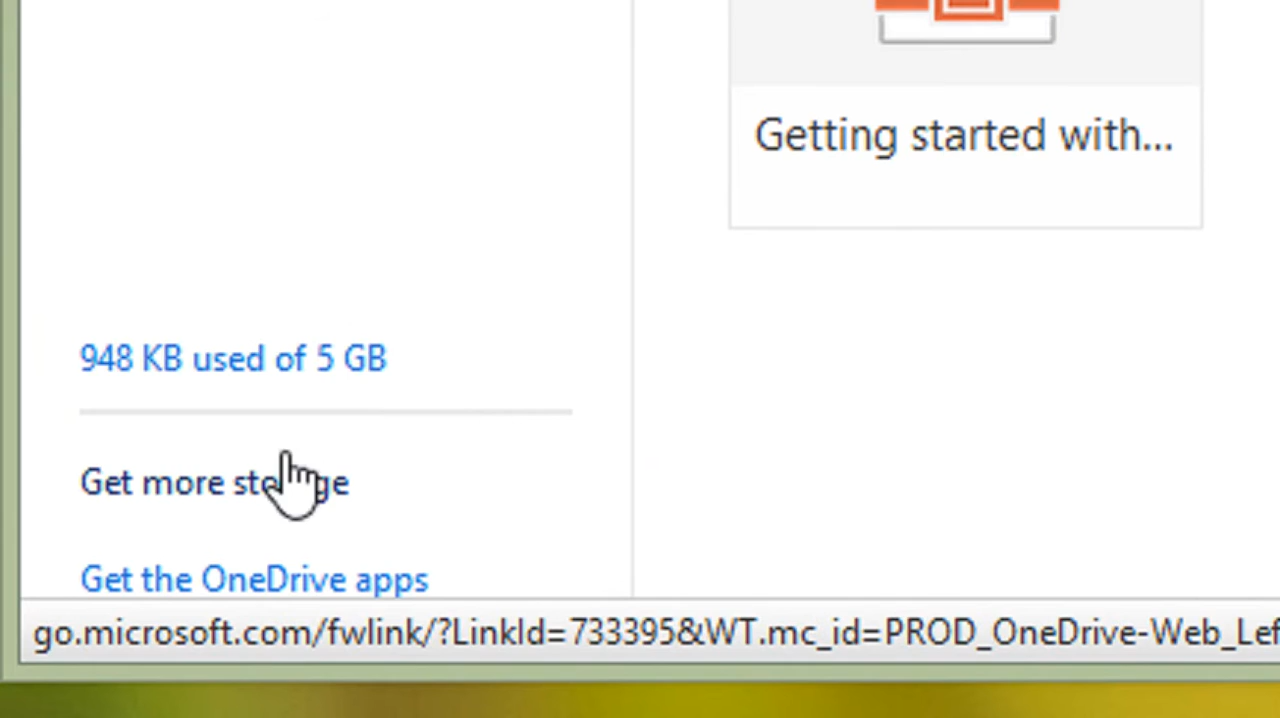 Getting started with...
948 KB used of 5 GB
Get more storage
Get the OneDrive apps
go.microsoft.com/fwlink/?LinkId=733395&WT.mc_id=PROD_OneDrive-Web_Lef